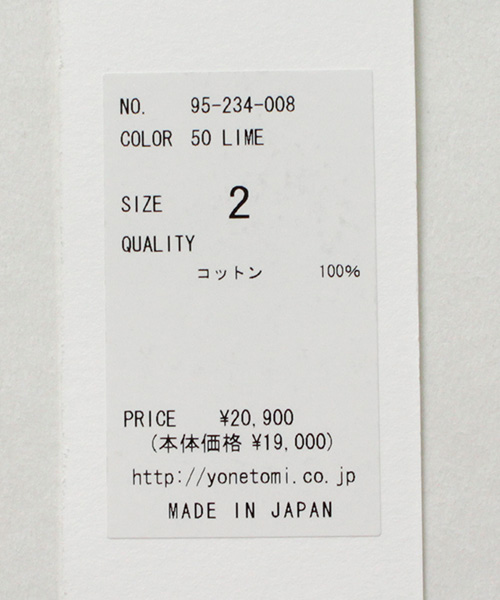 NO. 95-234-008
COLOR 50 LIME
SIZE 2
QUALITY
コットン 100%
PRICE ¥20,900
(本体価格 ¥19,000)
http://yonetomi.co.jp
MADE IN JAPAN